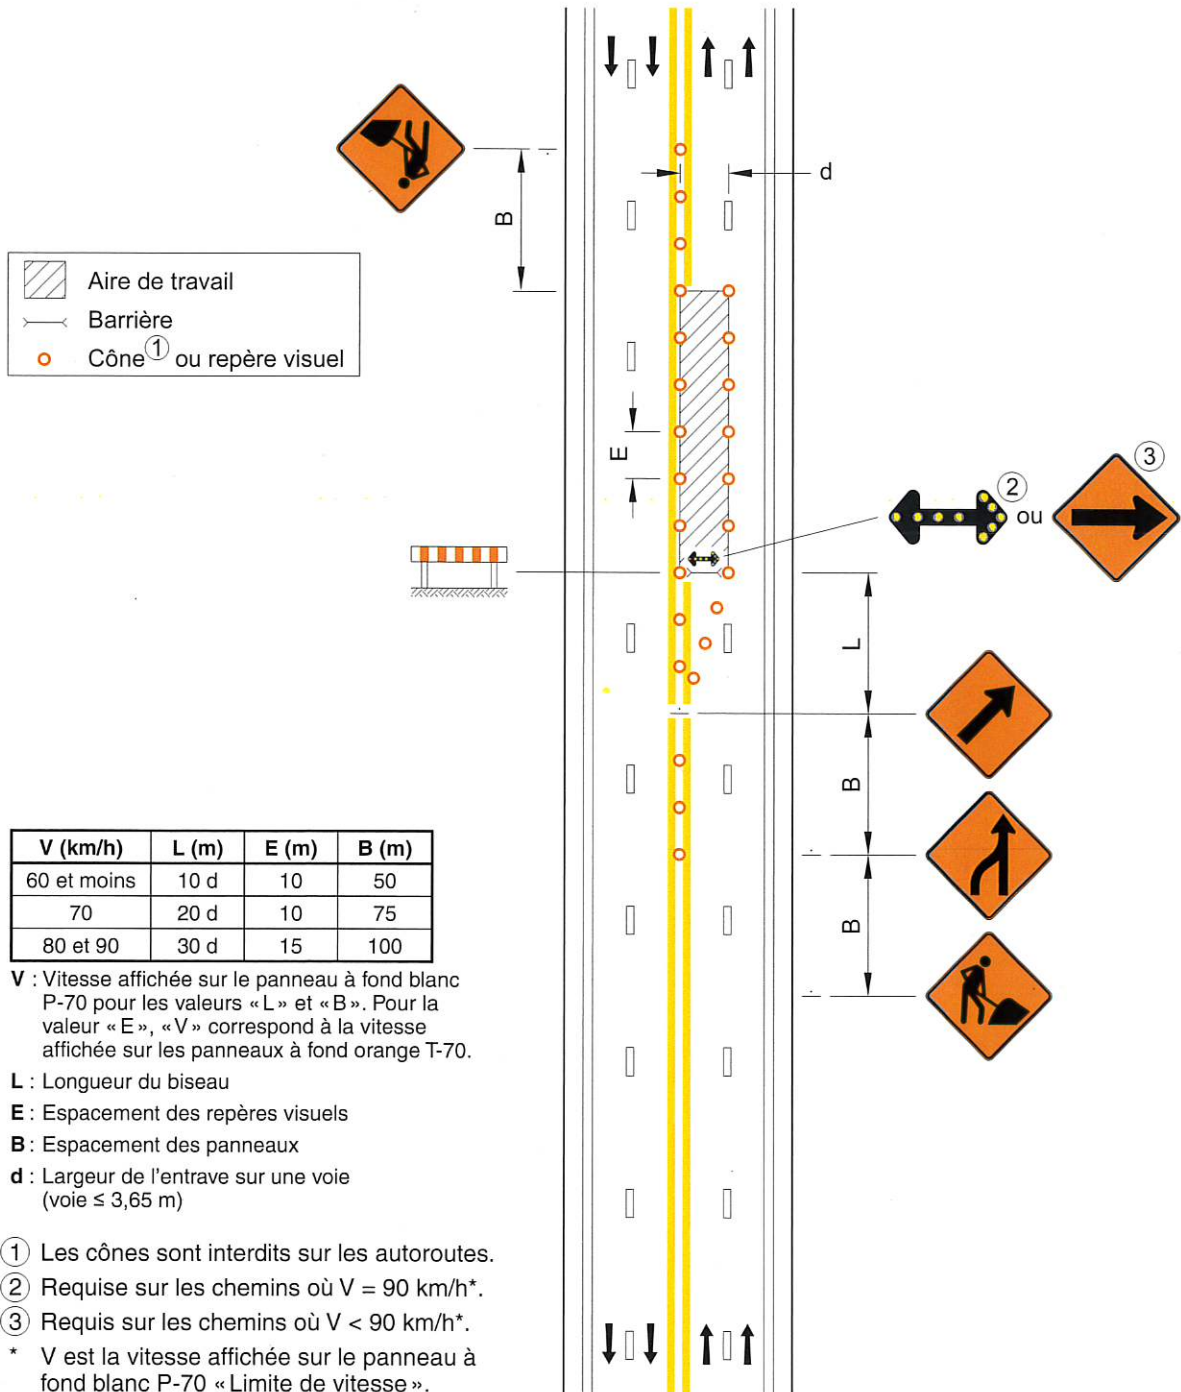 d
B
Aire de travail
Barrière
Cône ① ou repère visuel
E
② ou
③
L
B
B
V (km/h) L (m) E (m) B (m)
60 et moins 10 d 10 50
70 20 d 10 75
80 et 90 30 d 15 100
V : Vitesse affichée sur le panneau à fond blanc
P-70 pour les valeurs «L» et «B». Pour la
valeur «E», «V» correspond à la vitesse
affichée sur les panneaux à fond orange T-70.
L : Longueur du biseau
E : Espacement des repères visuels
B : Espacement des panneaux
d : Largeur de l'entrave sur une voie
(voie ≤ 3,65 m)
① Les cônes sont interdits sur les autoroutes.
② Requise sur les chemins où V = 90 km/h*.
③ Requis sur les chemins où V < 90 km/h*.
* V est la vitesse affichée sur le panneau à
fond blanc P-70 «Limite de vitesse».